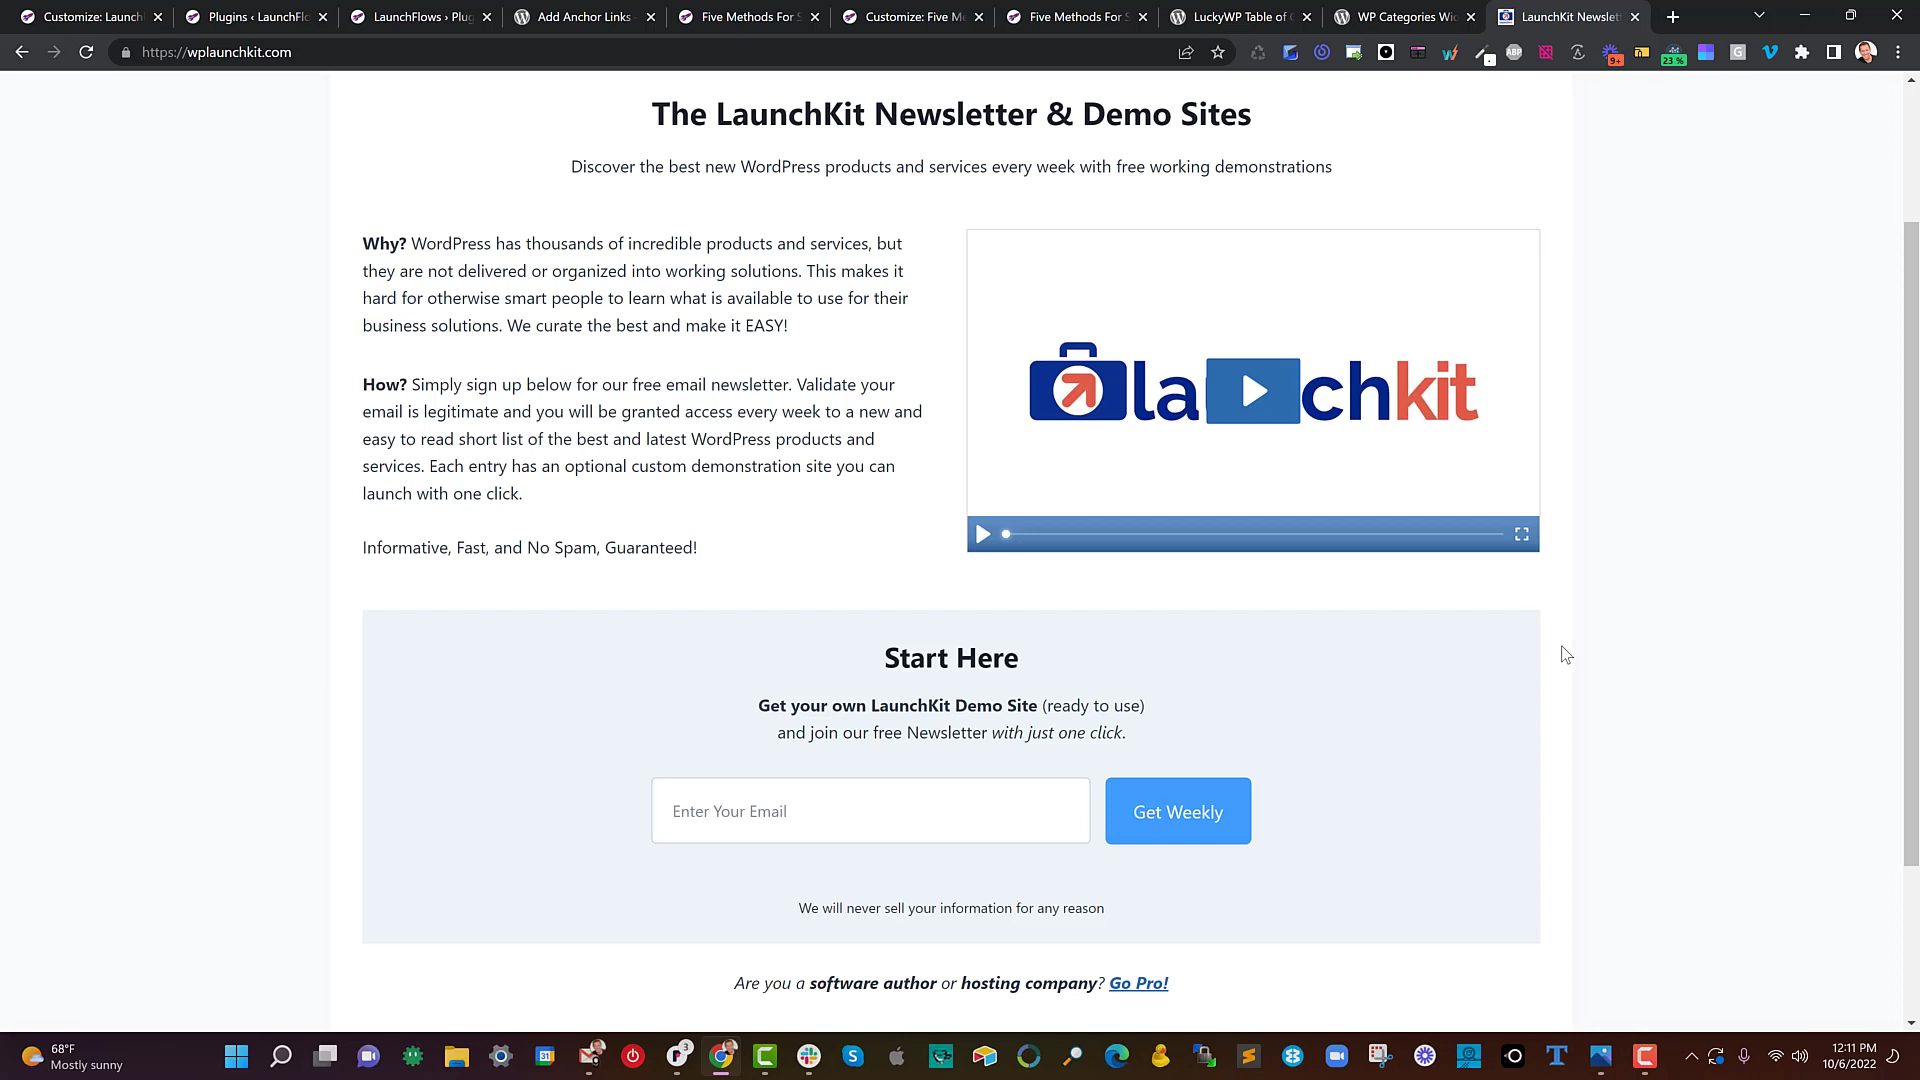 Customize: Launch
Plugins ‹ LaunchFl
LaunchFlows › Plug
Add Anchor Links
Five Methods For S
Customize: Five Me
Five Methods For S
LuckyWP Table of C
WP Categories Wi
LaunchKit Newslet
https://wplaunchkit.com
ABP
9+
23 %
G
The LaunchKit Newsletter & Demo Sites
Discover the best new WordPress products and services every week with free working demonstrations
Why? WordPress has thousands of incredible products and services, but
they are not delivered or organized into working solutions. This makes it
hard for otherwise smart people to learn what is available to use for their
business solutions. We curate the best and make it EASY!
How? Simply sign up below for our free email newsletter. Validate your
email is legitimate and you will be granted access every week to a new and
easy to read short list of the best and latest WordPress products and
services. Each entry has an optional custom demonstration site you can
launch with one click.
Informative, Fast, and No Spam, Guaranteed!
la chkit
Start Here
Get your own LaunchKit Demo Site (ready to use)
and join our free Newsletter with just one click.
Enter Your Email
Get Weekly
We will never sell your information for any reason
Are you a software author or hosting company? Go Pro!
68°F
Mostly sunny
31
3
12:11 PM
10/6/2022